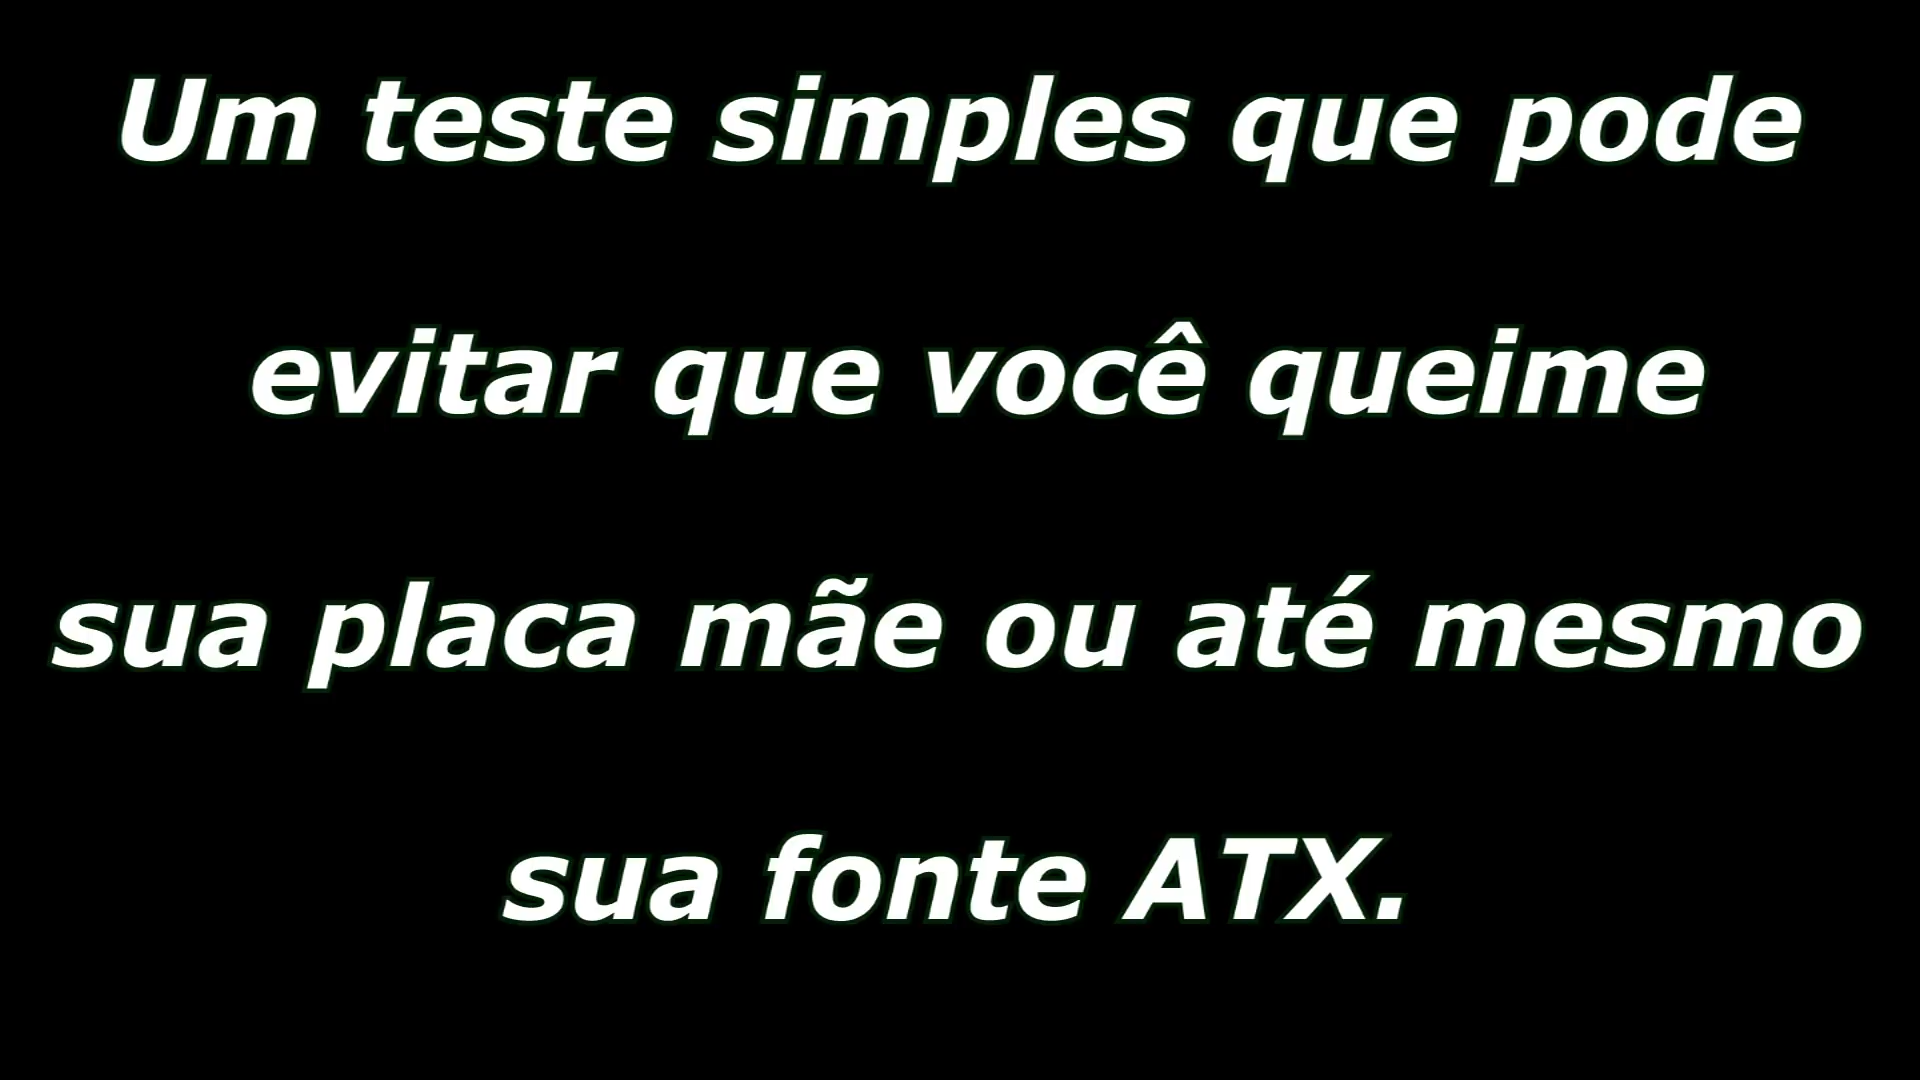 Um teste simples que pode
evitar que você queime
sua placa mãe ou até mesmo
sua fonte ATX.